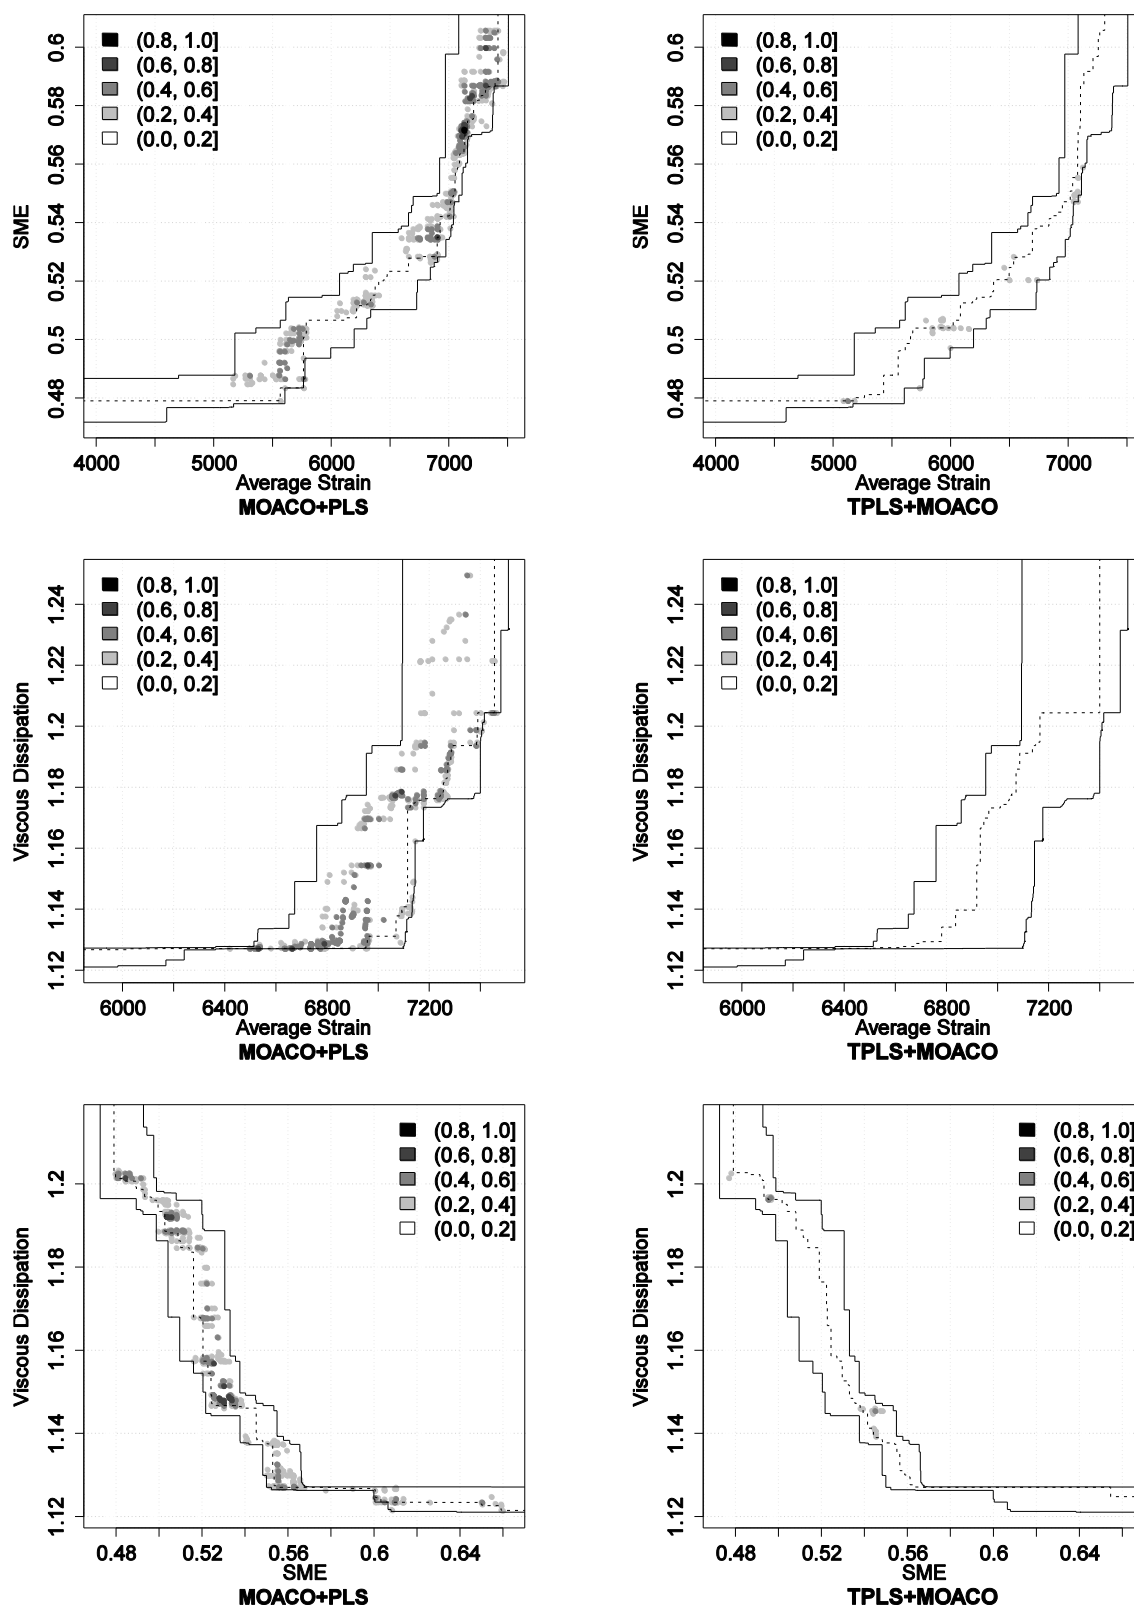 (0.8, 1.0]
(0.6, 0.8]
(0.4, 0.6]
(0.2, 0.4]
(0.0, 0.2]
SME
0.6
0.58
0.56
0.54
0.52
0.5
0.48
4000 5000 6000 7000
Average Strain
MOACO+PLS
(0.8, 1.0]
(0.6, 0.8]
(0.4, 0.6]
(0.2, 0.4]
(0.0, 0.2]
SME
0.6
0.58
0.56
0.54
0.52
0.5
0.48
4000 5000 6000 7000
Average Strain
TPLS+MOACO
(0.8, 1.0]
(0.6, 0.8]
(0.4, 0.6]
(0.2, 0.4]
(0.0, 0.2]
Viscous Dissipation
1.24
1.22
1.2
1.18
1.16
1.14
1.12
6000 6400 6800 7200
Average Strain
MOACO+PLS
(0.8, 1.0]
(0.6, 0.8]
(0.4, 0.6]
(0.2, 0.4]
(0.0, 0.2]
Viscous Dissipation
1.24
1.22
1.2
1.18
1.16
1.14
1.12
6000 6400 6800 7200
Average Strain
TPLS+MOACO
(0.8, 1.0]
(0.6, 0.8]
(0.4, 0.6]
(0.2, 0.4]
(0.0, 0.2]
Viscous Dissipation
1.2
1.18
1.16
1.14
1.12
0.48 0.52 0.56 0.6 0.64
SME
MOACO+PLS
(0.8, 1.0]
(0.6, 0.8]
(0.4, 0.6]
(0.2, 0.4]
(0.0, 0.2]
Viscous Dissipation
1.2
1.18
1.16
1.14
1.12
0.48 0.52 0.56 0.6 0.64
SME
TPLS+MOACO